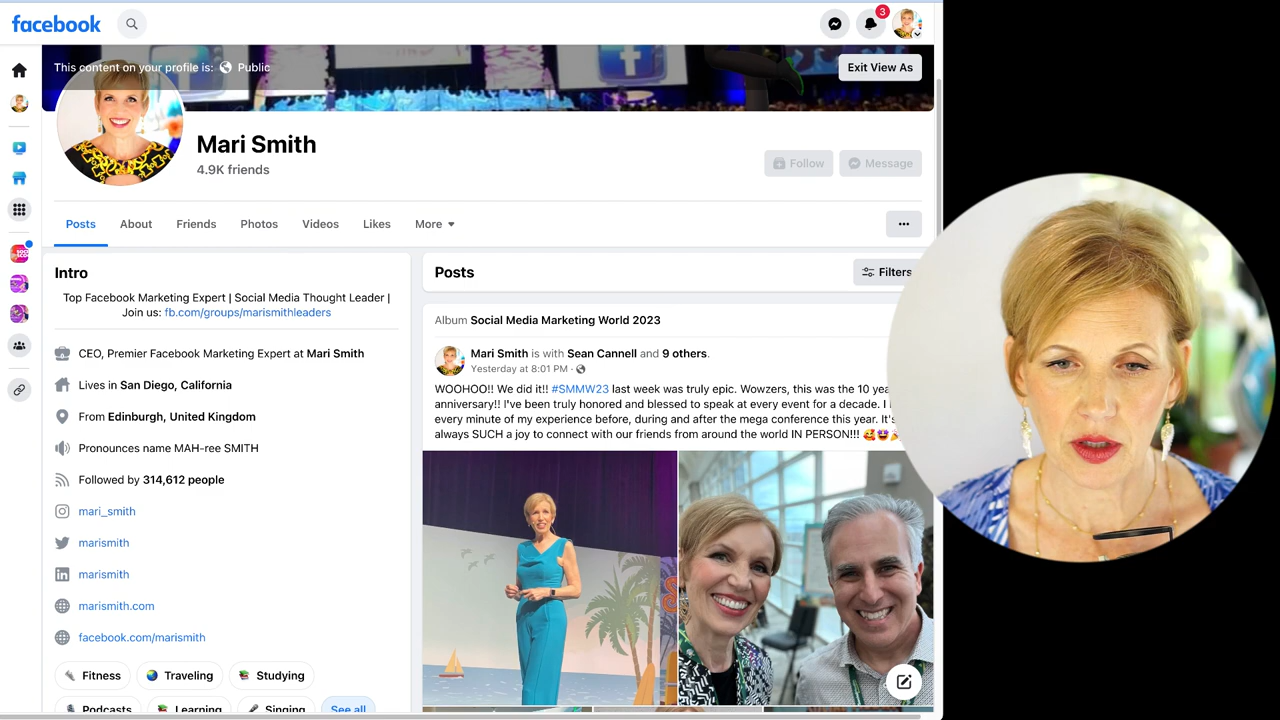 facebook
3
This content on your profile is: Public
Exit View As
Mari Smith
4.9K friends
Follow
Message
Posts
About
Friends
Photos
Videos
Likes
More
Intro
Top Facebook Marketing Expert | Social Media Thought Leader |
Join us: fb.com/groups/marismithleaders
CEO, Premier Facebook Marketing Expert at Mari Smith
Lives in San Diego, California
From Edinburgh, United Kingdom
Pronounces name MAH-ree SMITH
Followed by 314,612 people
mari_smith
marismith
marismith
marismith.com
facebook.com/marismith
Fitness
Traveling
Studying
Podcasts
Learning
Singing
See all
Posts
Filters
Album Social Media Marketing World 2023
Mari Smith is with Sean Cannell and 9 others.
Yesterday at 8:01 PM ·
WOOHOO!! We did it!! #SMMW23 last week was truly epic. Wowzers, this was the 10
anniversary!! I've been truly honored and blessed to speak at every event for a decade. I
every minute of my experience before, during and after the mega conference this year.
always SUCH a joy to connect with our friends from around the world IN PERSON!!! 🥰🤩🎉